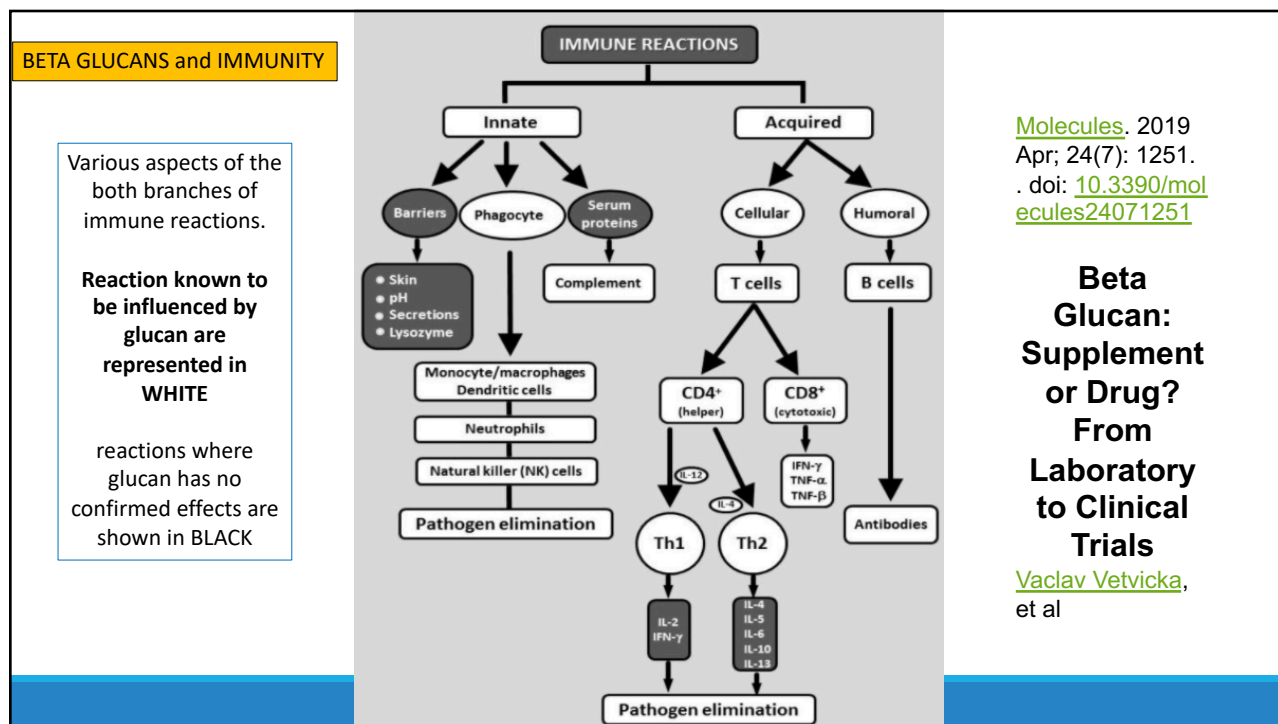 BETA GLUCANS and IMMUNITY
Various aspects of the
both branches of
immune reactions.
Reaction known to
be influenced by
glucan are
represented in
WHITE
reactions where
glucan has no
confirmed effects are
shown in BLACK
IMMUNE REACTIONS
Innate
Acquired
Barriers
Phagocyte
Serum
proteins
Cellular
Humoral
Skin
pH
Secretions
Lysozyme
Complement
T cells
B cells
Monocyte/macrophages
Dendritic cells
Neutrophils
Natural killer (NK) cells
Pathogen elimination
CD4+
(helper)
CD8+
(cytotoxic)
IL-12
IL-4
IFN-γ
TNF-α
TNF-β
Antibodies
Th1
Th2
IL-2
IFN-γ
IL-4
IL-5
IL-6
IL-10
IL-13
Pathogen elimination
Molecules. 2019
Apr; 24(7): 1251.
. doi: 10.3390/mol
ecules24071251
Beta
Glucan:
Supplement
or Drug?
From
Laboratory
to Clinical
Trials
Vaclav Vetvicka,
et al